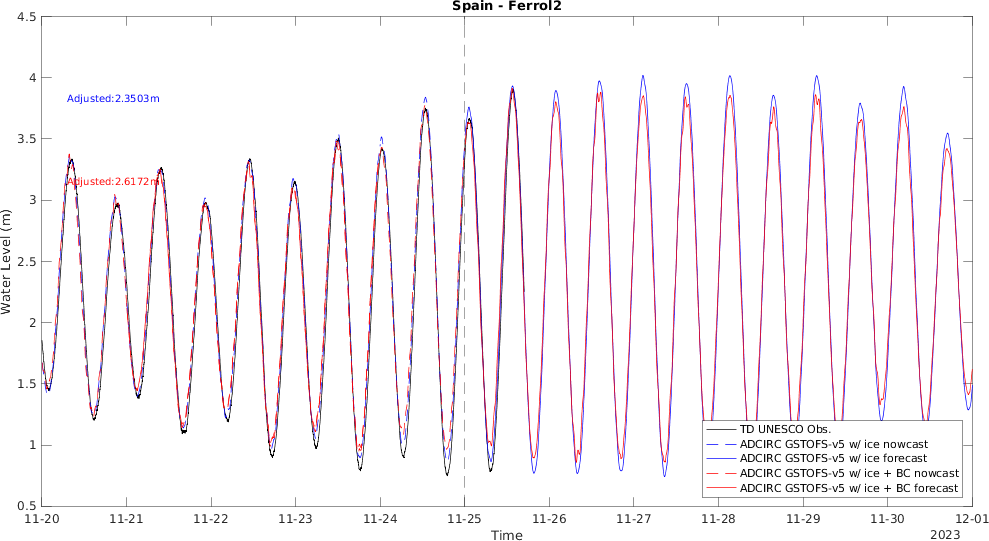 Spain - Ferrol2
4.5
4
3.5
3
2.5
2
1.5
1
0.5
Water Level (m)
Adjusted:2.3503m
Adjusted:2.6172m
TD UNESCO Obs.
ADCIRC GSTOFS-v5 w/ ice nowcast
ADCIRC GSTOFS-v5 w/ ice forecast
ADCIRC GSTOFS-v5 w/ ice + BC nowcast
ADCIRC GSTOFS-v5 w/ ice + BC forecast
11-20 11-21 11-22 11-23 11-24 11-25 11-26 11-27 11-28 11-29 11-30 12-01
Time
2023